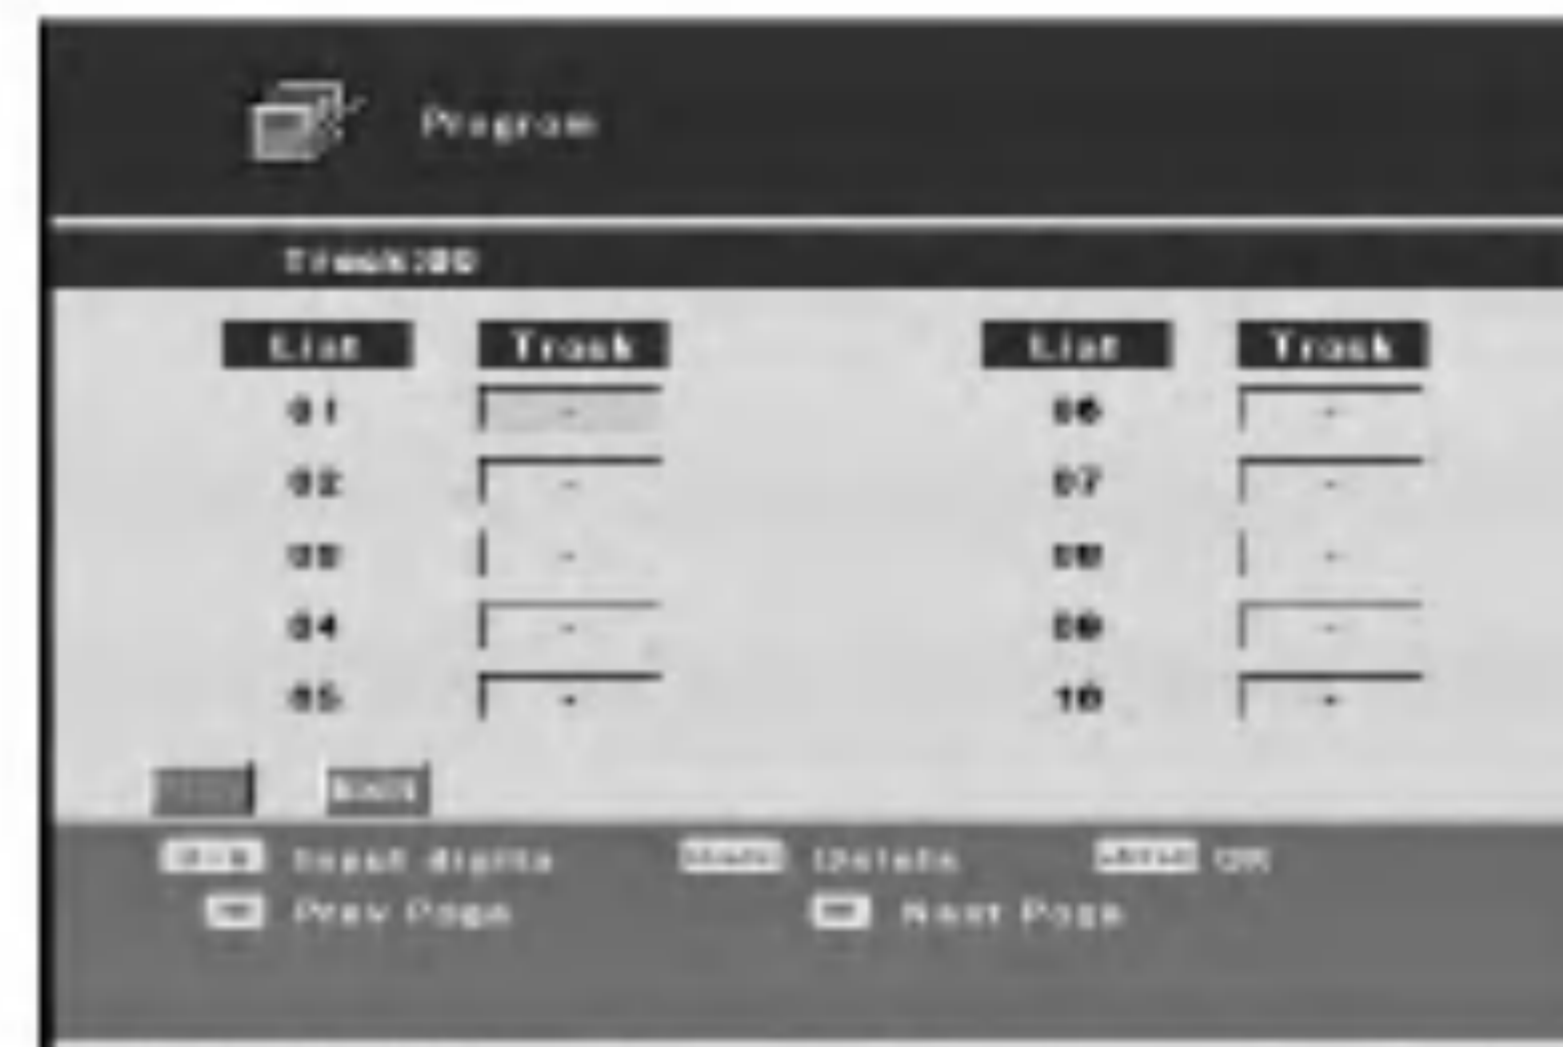 Program
List Track List Track
01 - 06 -
02 - 07 -
03 - 08 -
04 - 09 -
05 - 10 -
Input digits Delete OK
Prev Page Next Page